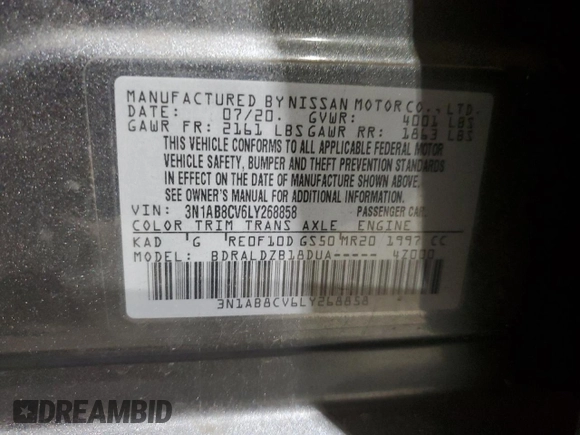 MANUFACTURED BY NISSAN MOTOR CO., LTD.
DATE: 07/20. GVWR: 4001 LBS
GAWR FR: 2161 LBS GAWR RR: 1863 LBS
THIS VEHICLE CONFORMS TO ALL APPLICABLE FEDERAL MOTOR
VEHICLE SAFETY, BUMPER AND THEFT PREVENTION STANDARDS
IN EFFECT ON THE DATE OF MANUFACTURE SHOWN ABOVE.
SEE OWNER'S MANUAL FOR ADDITIONAL INFORMATION.
VIN: 3N1AB8CV6LY268858 PASSENGER CAR
COLOR TRIM TRANS AXLE ENGINE
KAD G RE0F10D GS50 MR20 1997 CC
MODEL: BDRALDZB18DUA----- 4Z000
3N1AB8CV6LY268858
DREAMBID